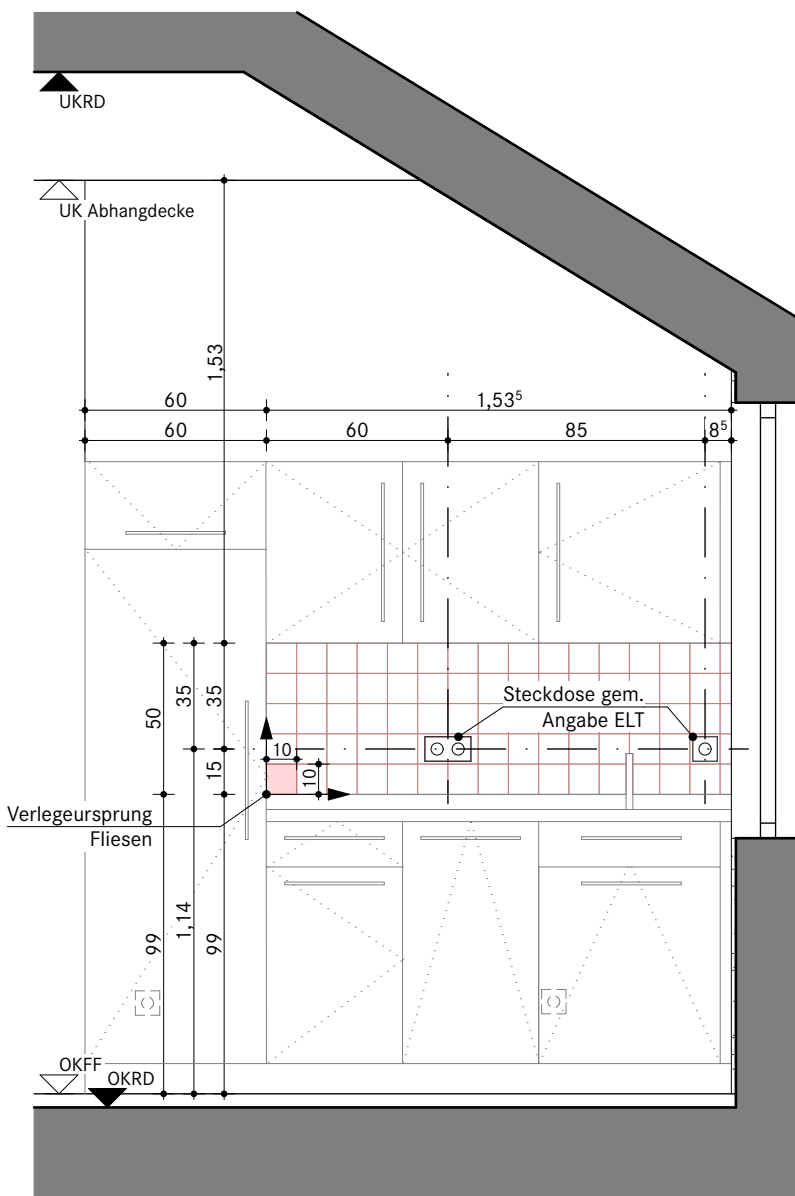 UKRD
UK Abhangdecke
1,53
60
1,53⁵
60
60
85
8⁵
50
35
35
Steckdose gem.
Angabe ELT
10
15
10
Verlegeursprung
Fliesen
99
1,14
99
OKFF
OKRD